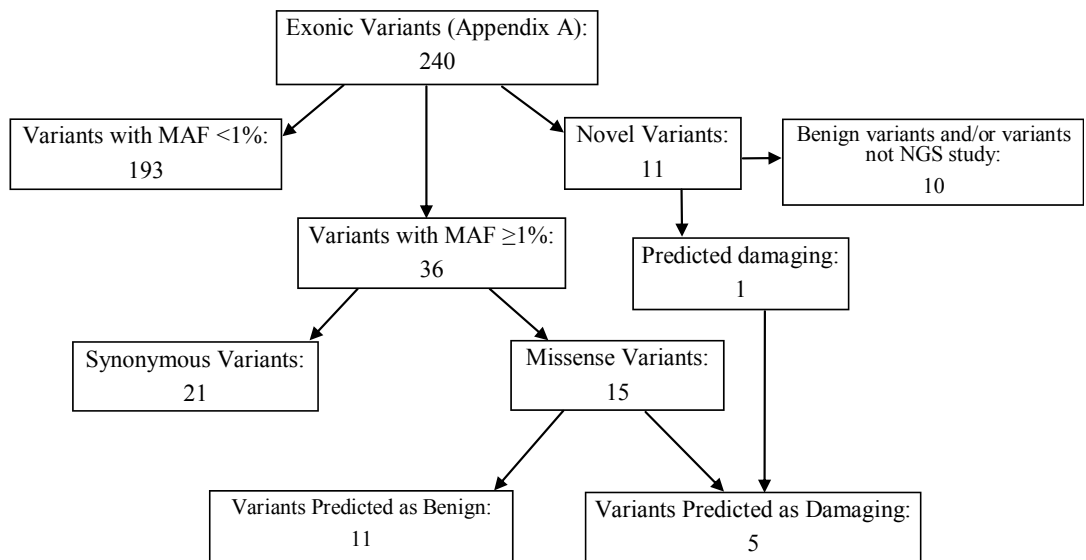 Exonic Variants (Appendix A):
240
Variants with MAF <1%:
193
Novel Variants:
11
Benign variants and/or variants
not NGS study:
10
Variants with MAF ≥1%:
36
Predicted damaging:
1
Synonymous Variants:
21
Missense Variants:
15
Variants Predicted as Benign:
11
Variants Predicted as Damaging:
5